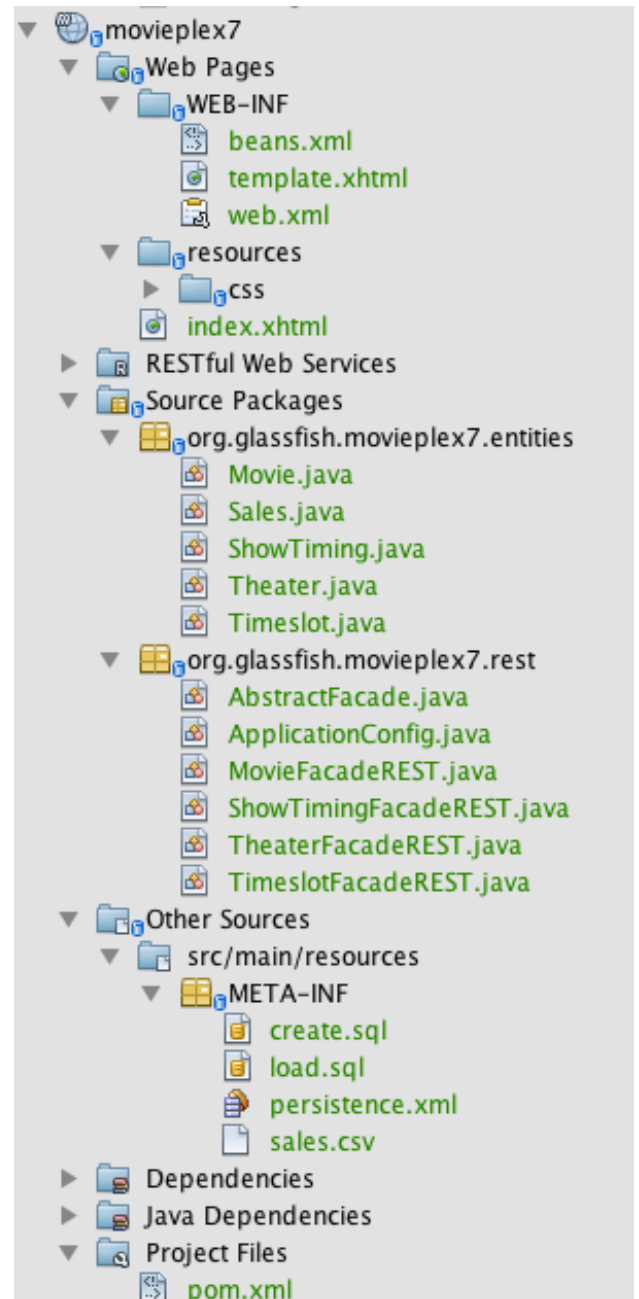 movieplex7
Web Pages
WEB-INF
beans.xml
template.xhtml
web.xml
resources
css
index.xhtml
RESTful Web Services
Source Packages
org.glassfish.movieplex7.entities
Movie.java
Sales.java
ShowTiming.java
Theater.java
Timeslot.java
org.glassfish.movieplex7.rest
AbstractFacade.java
ApplicationConfig.java
MovieFacadeREST.java
ShowTimingFacadeREST.java
TheaterFacadeREST.java
TimeslotFacadeREST.java
Other Sources
src/main/resources
META-INF
create.sql
load.sql
persistence.xml
sales.csv
Dependencies
Java Dependencies
Project Files
pom.xml